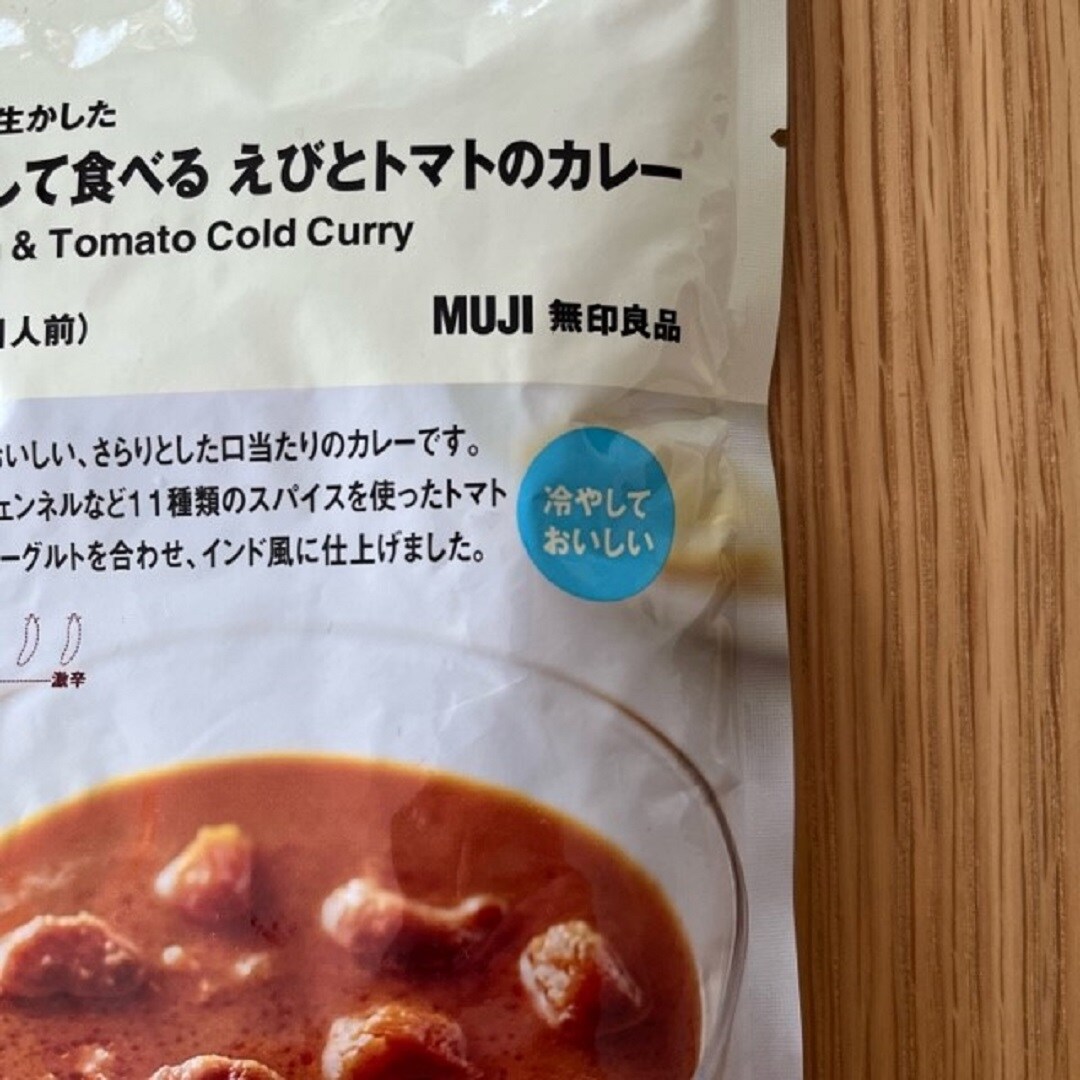 生かした
して食べる えびとトマトのカレー
& Tomato Cold Curry
1人前)
MUJI 無印良品
おいしい、さらりとした口当たりのカレーです。
ェンネルなど11種類のスパイスを使ったトマト
ーグルトを合わせ、インド風に仕上げました。
冷やして
おいしい
激辛